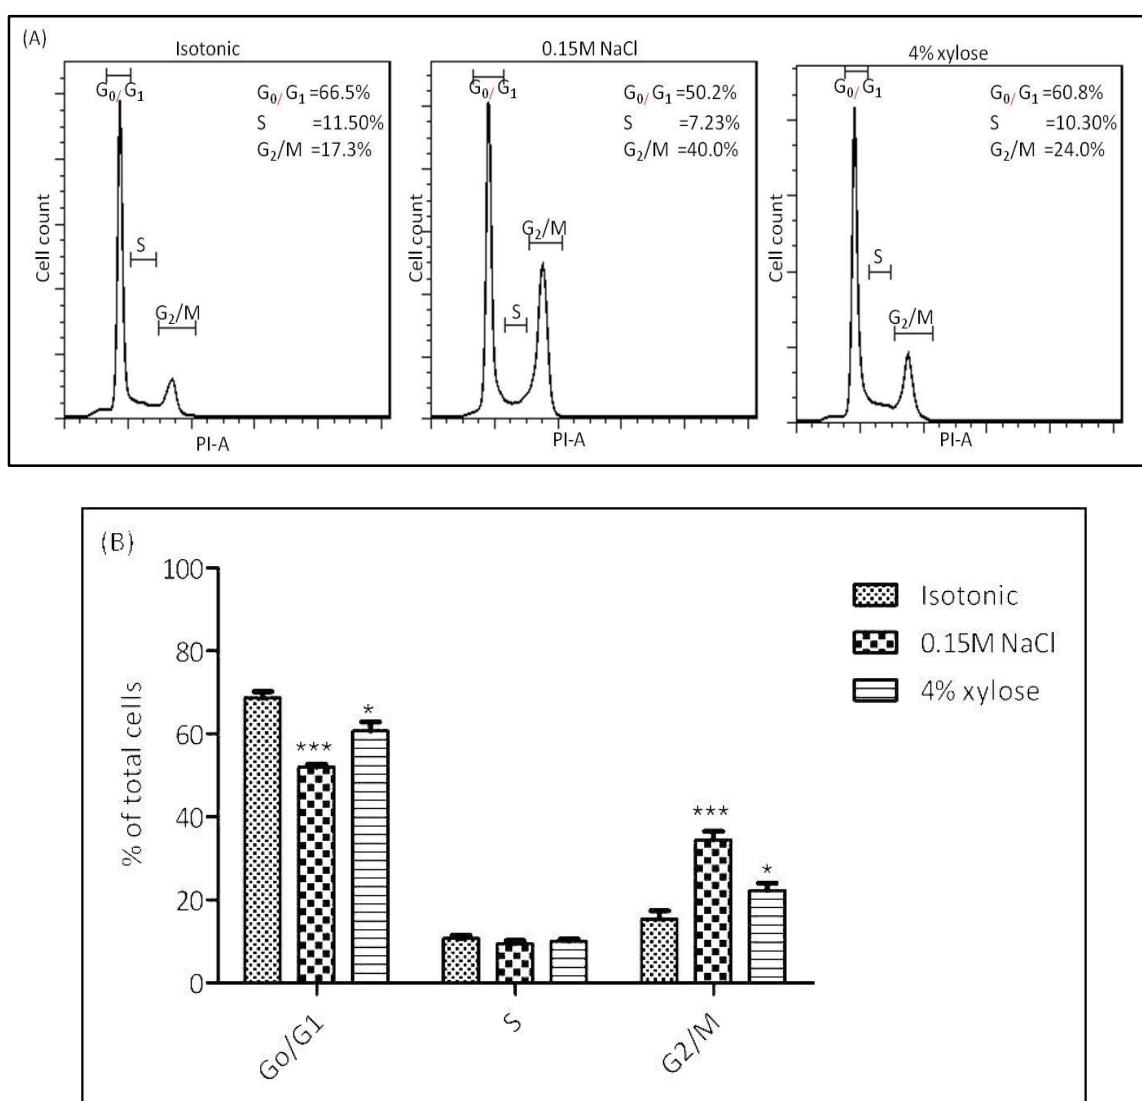 (A)
Isotonic
G₀/ G₁
G₀/ G₁ =66.5%
S =11.50%
G₂/M =17.3%
S
G₂/M
Cell count
PI-A
0.15M NaCl
G₀/ G₁
G₀/ G₁ =50.2%
S =7.23%
G₂/M =40.0%
G₂/M
S
Cell count
PI-A
4% xylose
G₀/ G₁
G₀/ G₁ =60.8%
S =10.30%
G₂/M =24.0%
S
G₂/M
Cell count
PI-A
(B)
100
80
60
40
20
0
% of total cells
Isotonic
0.15M NaCl
4% xylose
***
*
***
*
Go/G1
S
G2/M